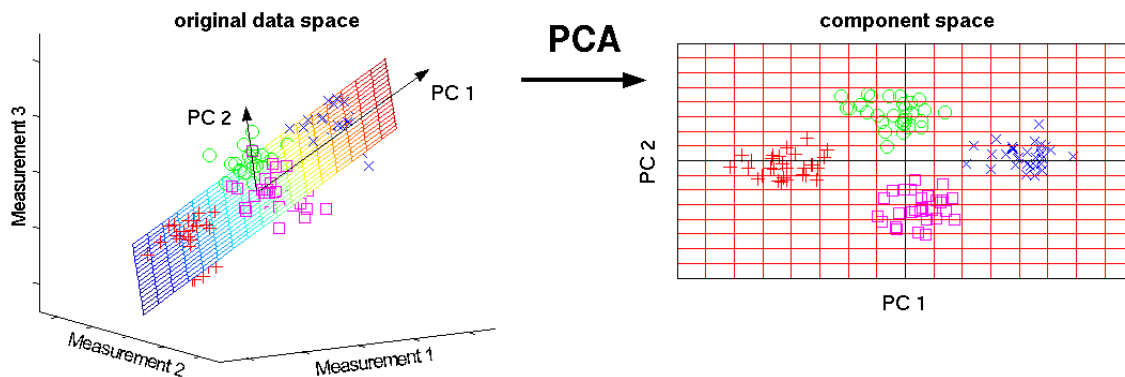 original data space
PCA
component space
PC 1
PC 2
Measurement 3
Measurement 2
Measurement 1
PC 2
PC 1